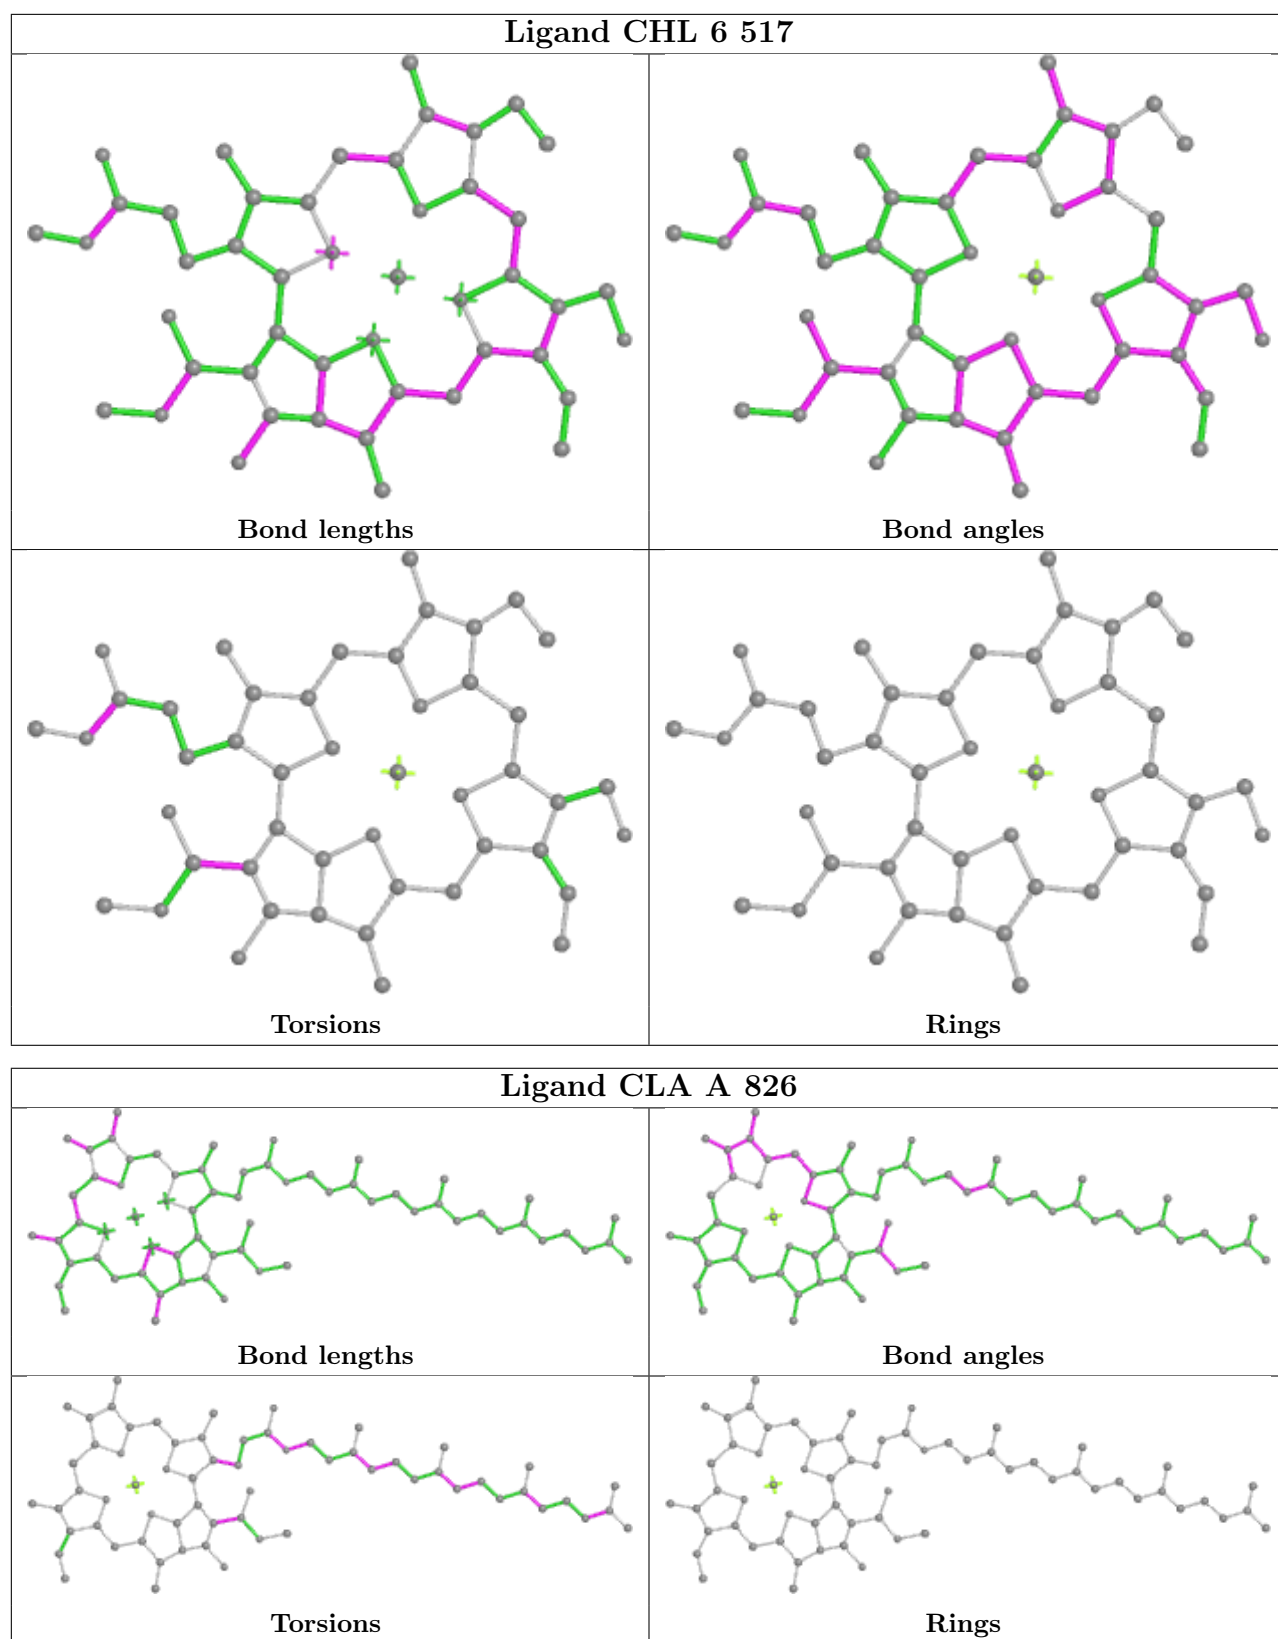 Ligand CHL 6 517
Bond lengths
Bond angles
Torsions
Rings
Ligand CLA A 826
Bond lengths
Bond angles
Torsions
Rings